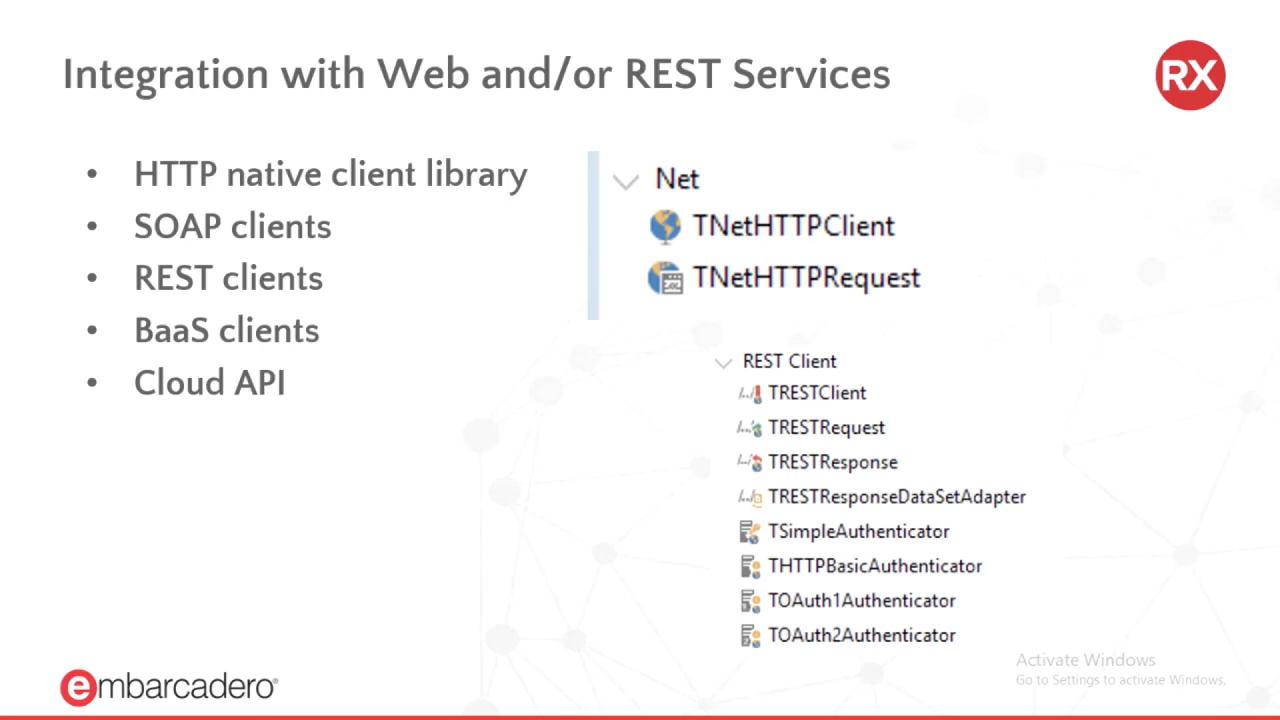 Integration with Web and/or REST Services
RX
• HTTP native client library
• SOAP clients
• REST clients
• BaaS clients
• Cloud API
Net
TNetHTTPClient
TNetHTTPRequest
REST Client
TRESTClient
TRESTRequest
TRESTResponse
TRESTResponseDataSetAdapter
TSimpleAuthenticator
THTTPBasicAuthenticator
TOAuth1Authenticator
TOAuth2Authenticator
Activate Windows
Go to Settings to activate Windows.
embarcadero®